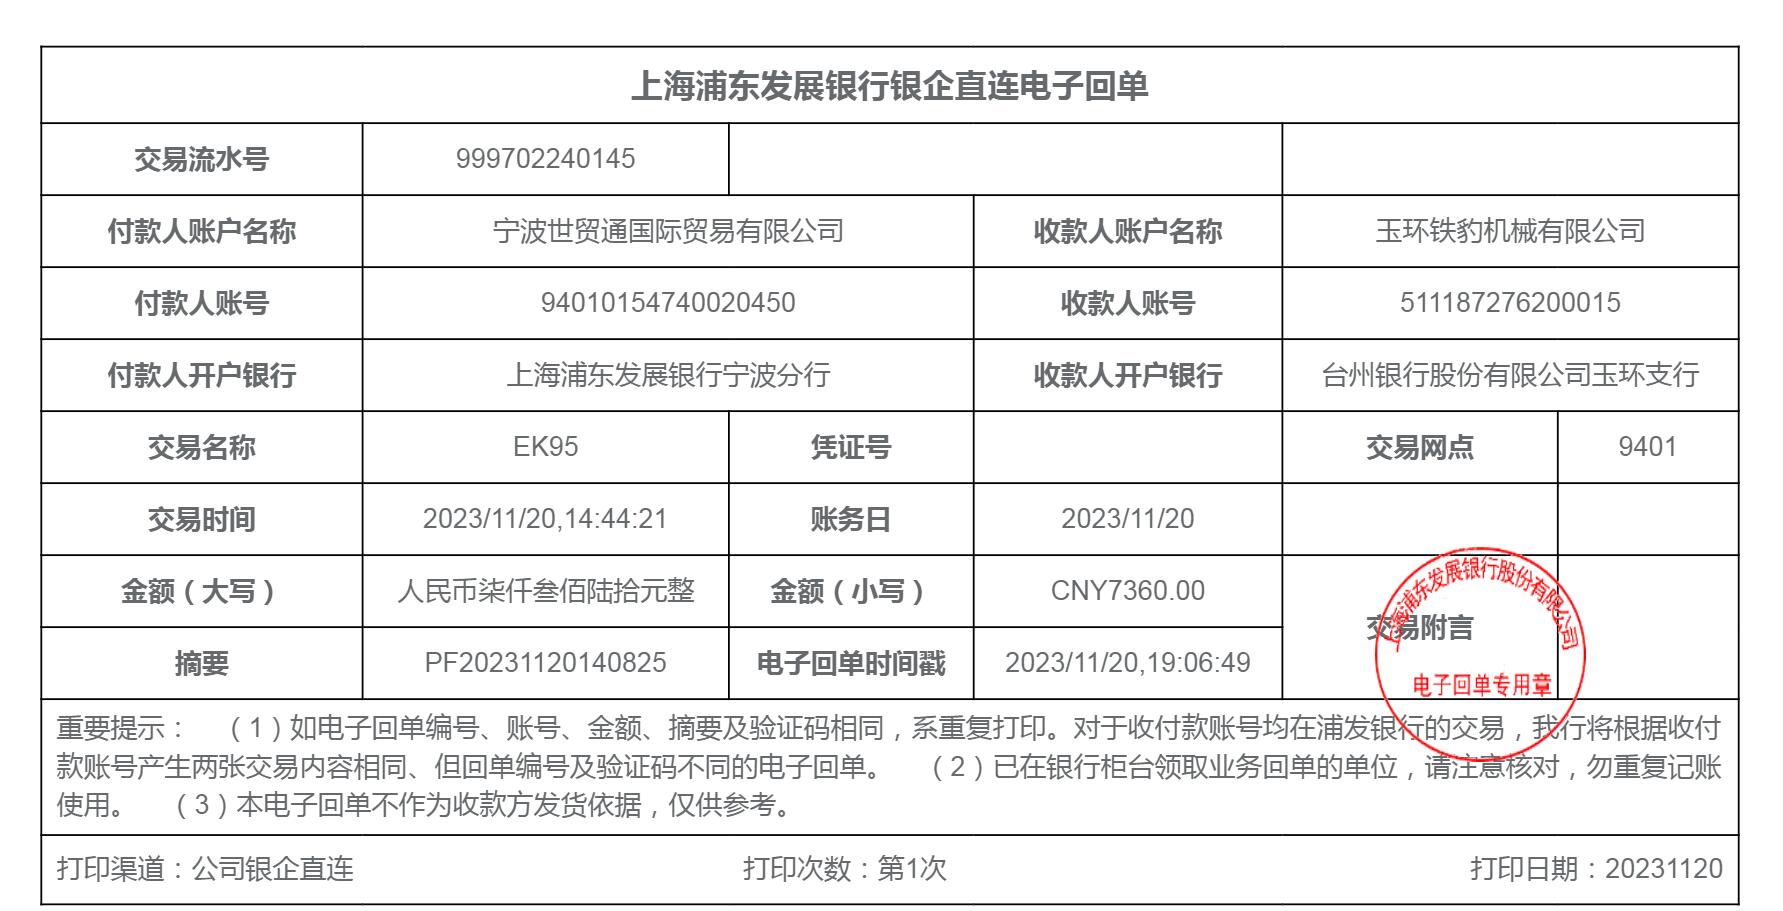 上海浦东发展银行银企直连电子回单
交易流水号 999702240145
付款人账户名称 宁波世贸通国际贸易有限公司 收款人账户名称 玉环铁豹机械有限公司
付款人账号 94010154740020450 收款人账号 511187276200015
付款人开户银行 上海浦东发展银行宁波分行 收款人开户银行 台州银行股份有限公司玉环支行
交易名称 EK95 凭证号 交易网点 9401
交易时间 2023/11/20,14:44:21 账务日 2023/11/20
金额（大写） 人民币柒仟叁佰陆拾元整 金额（小写） CNY7360.00
交易附言
摘要 PF20231120140825 电子回单时间戳 2023/11/20,19:06:49
上海浦东发展银行股份有限公司
电子回单专用章
重要提示： （1）如电子回单编号、账号、金额、摘要及验证码相同，系重复打印。对于收付款账号均在浦发银行的交易，我行将根据收付
款账号产生两张交易内容相同、但回单编号及验证码不同的电子回单。 （2）已在银行柜台领取业务回单的单位，请注意核对，勿重复记账
使用。 （3）本电子回单不作为收款方发货依据，仅供参考。
打印渠道：公司银企直连 打印次数：第1次 打印日期：20231120